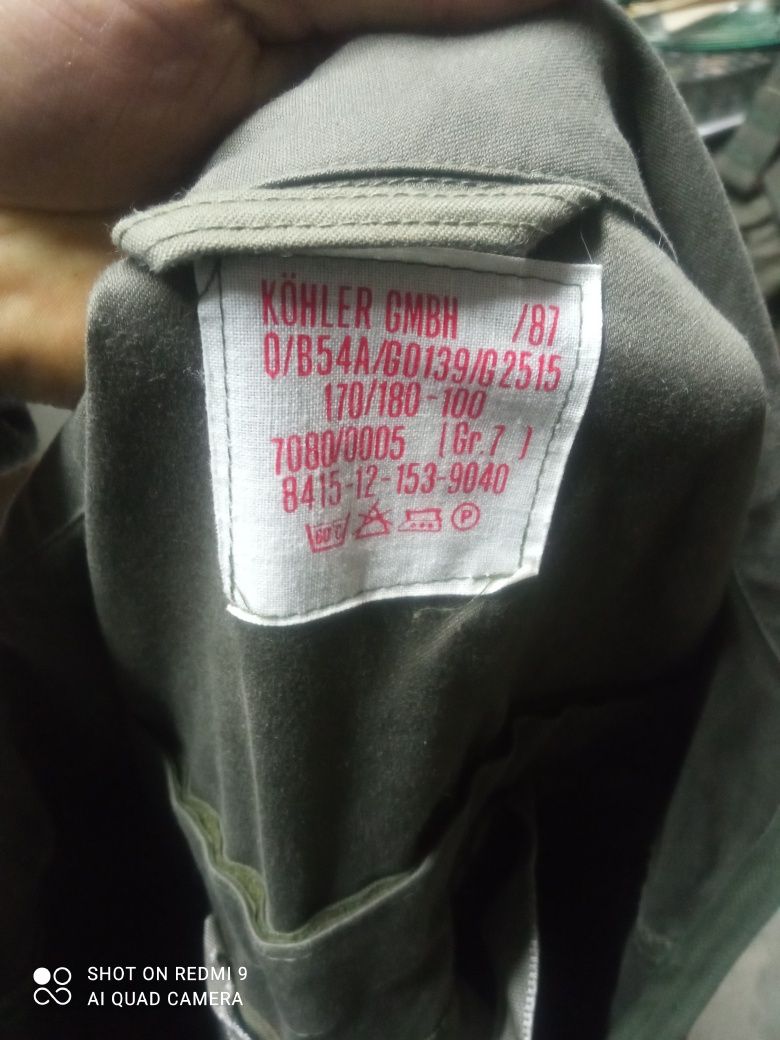 KÖHLER GMBH /87
Q/B54A/G0139/G2515
170/180-100
7080/0005 (Gr.7)
8415-12-153-9040
60°C P
SHOT ON REDMI 9
AI QUAD CAMERA